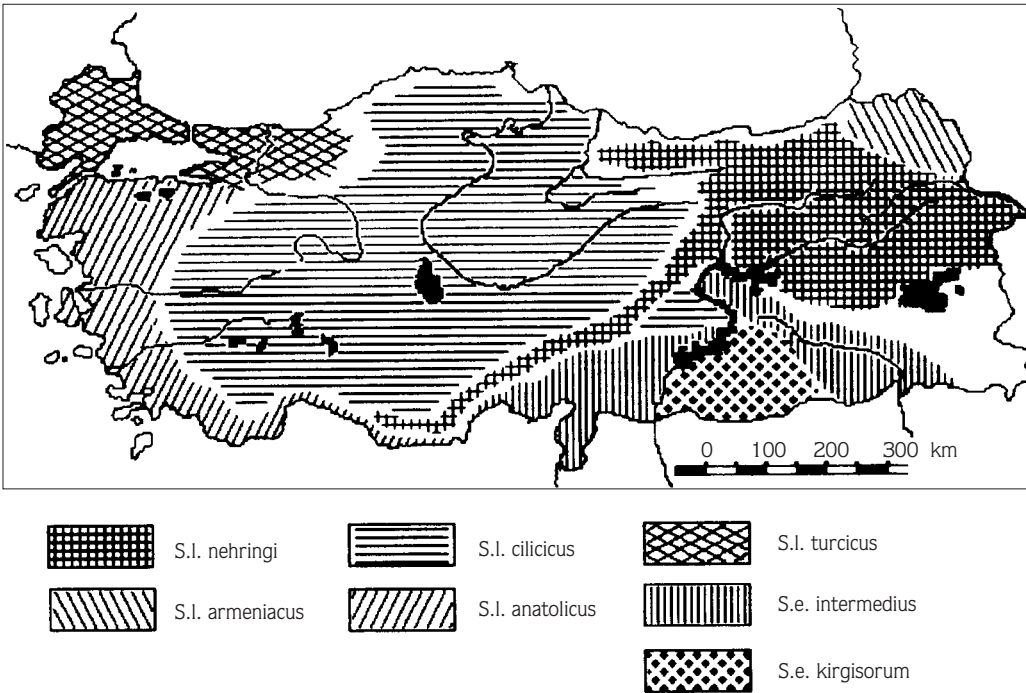 0 100 200 300 km
S.l. nehringi
S.l. cilicicus
S.l. turcicus
S.l. armeniacus
S.l. anatolicus
S.e. intermedius
S.e. kirgisorum